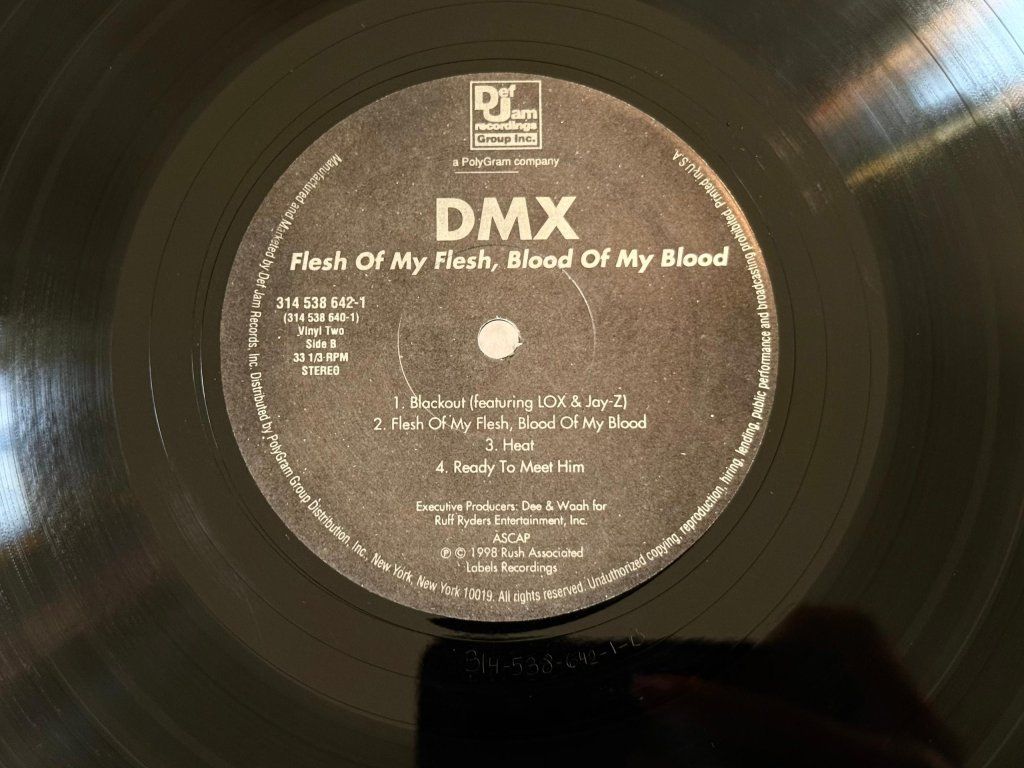 Def
Jam
recordings
Group Inc.
a PolyGram company
DMX
Flesh Of My Flesh, Blood Of My Blood
314 538 642-1
(314 538 640-1)
Vinyl Two
Side B
33 1/3 RPM
STEREO
1. Blackout (featuring LOX & Jay-Z)
2. Flesh Of My Flesh, Blood Of My Blood
3. Heat
4. Ready To Meet Him
Executive Producers: Dee & Waah for
Ruff Ryders Entertainment, Inc.
ASCAP
℗ © 1998 Rush Associated
Labels Recordings
Manufactured and Marketed by Def Jam Records, Inc. Distributed by PolyGram Group Distribution, Inc., New York, New York 10019. All rights reserved. Unauthorized copying, reproduction, hiring, lending, public performance and broadcasting prohibited. Printed in U.S.A.
314-538-642-1-B